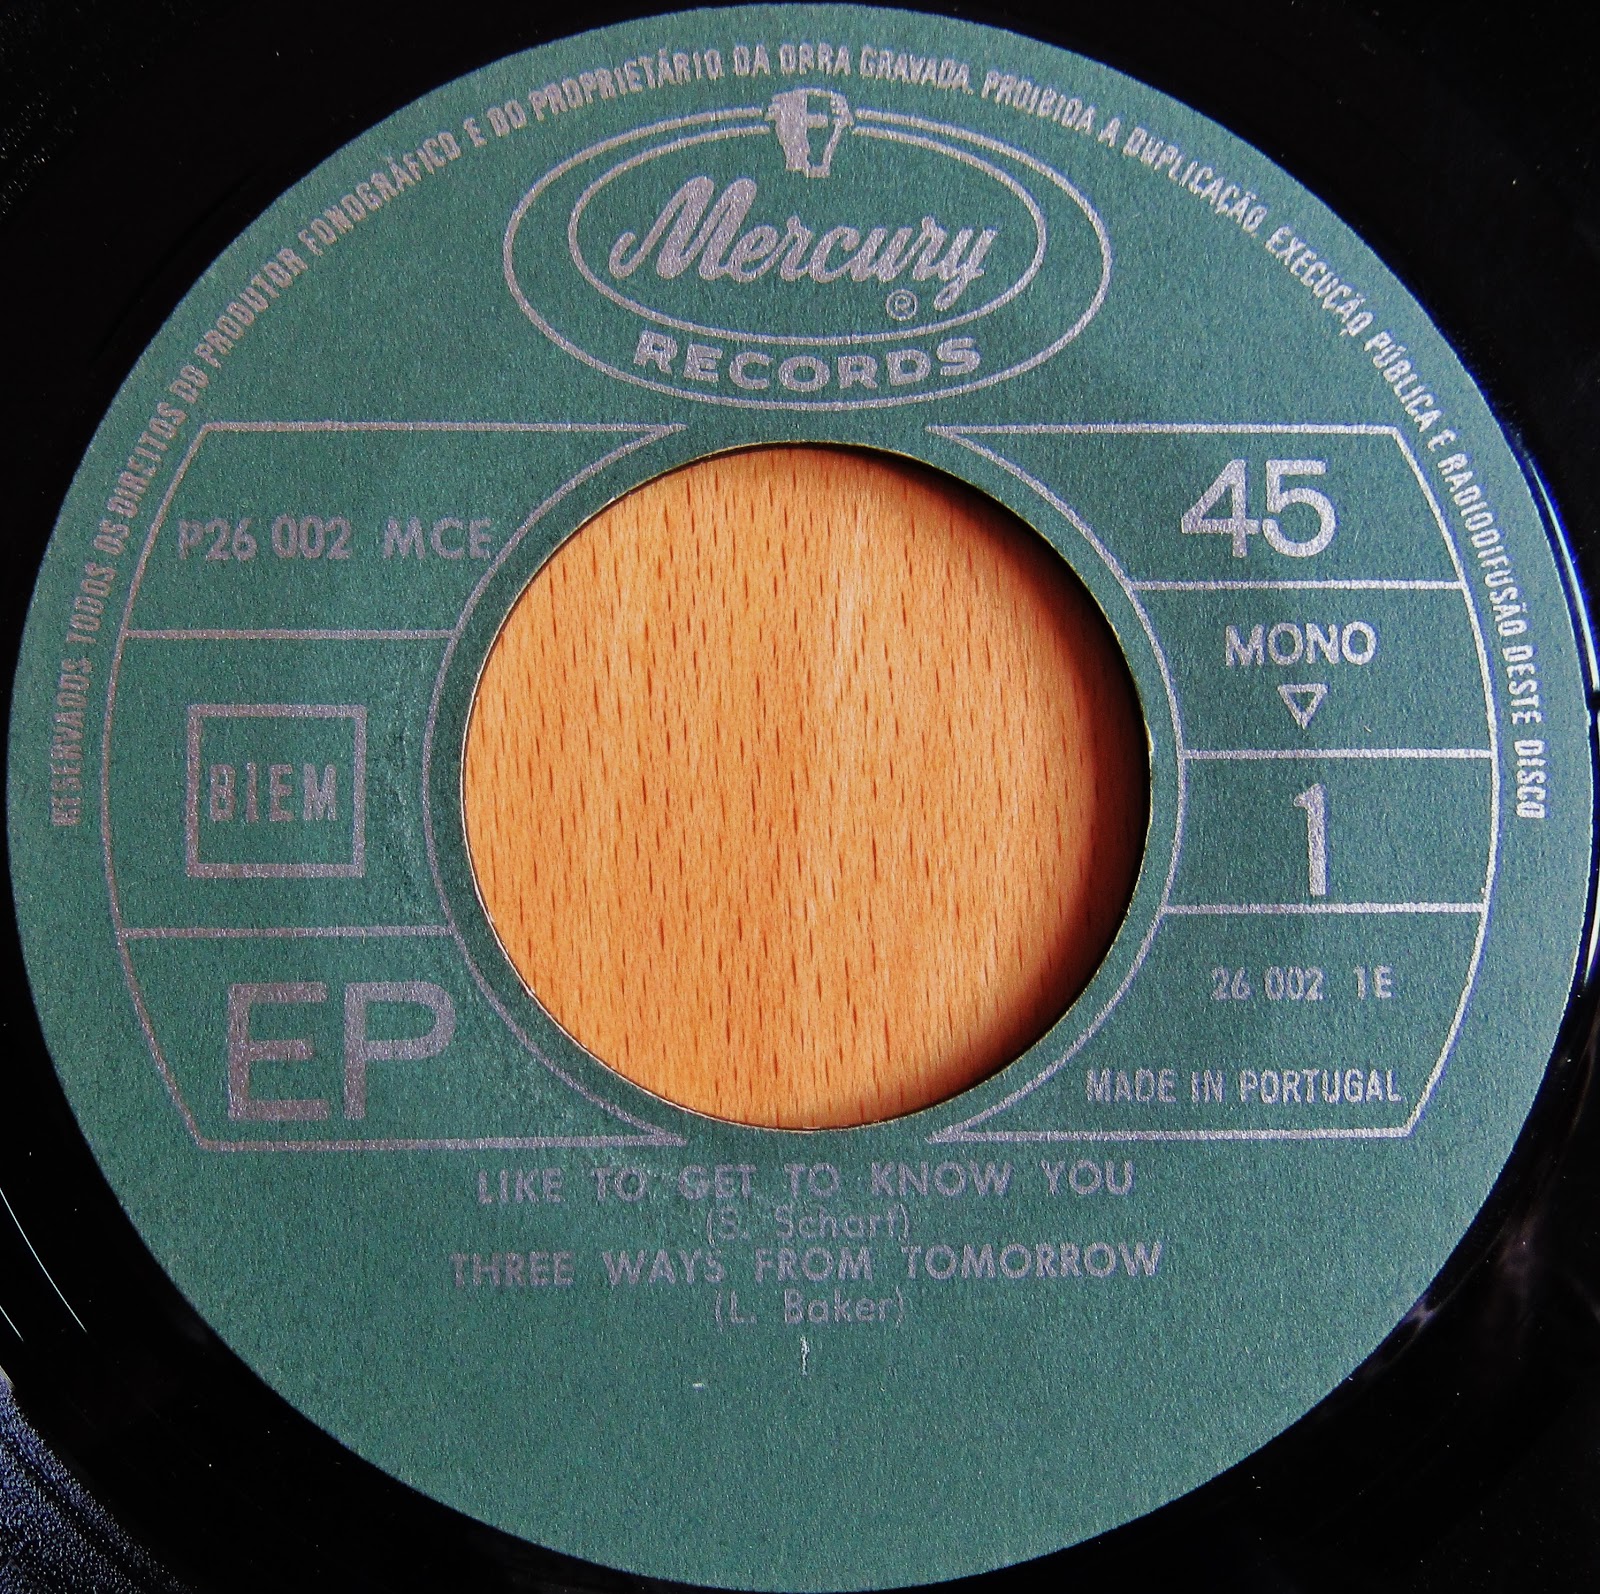 RESERVADOS TODOS OS DIREITOS DO PRODUTOR FONOGRÁFICO E DO PROPRIETÁRIO DA OBRA GRAVADA. PROIBIDA A DUPLICAÇÃO, EXECUÇÃO PÚBLICA E RADIODIFUSÃO DESTE DISCO
Mercury
®
RECORDS
P26 002 MCE
45
MONO
BIEM
1
EP
26 002 1E
MADE IN PORTUGAL
LIKE TO GET TO KNOW YOU
(S. Scharf)
THREE WAYS FROM TOMORROW
(L. Baker)